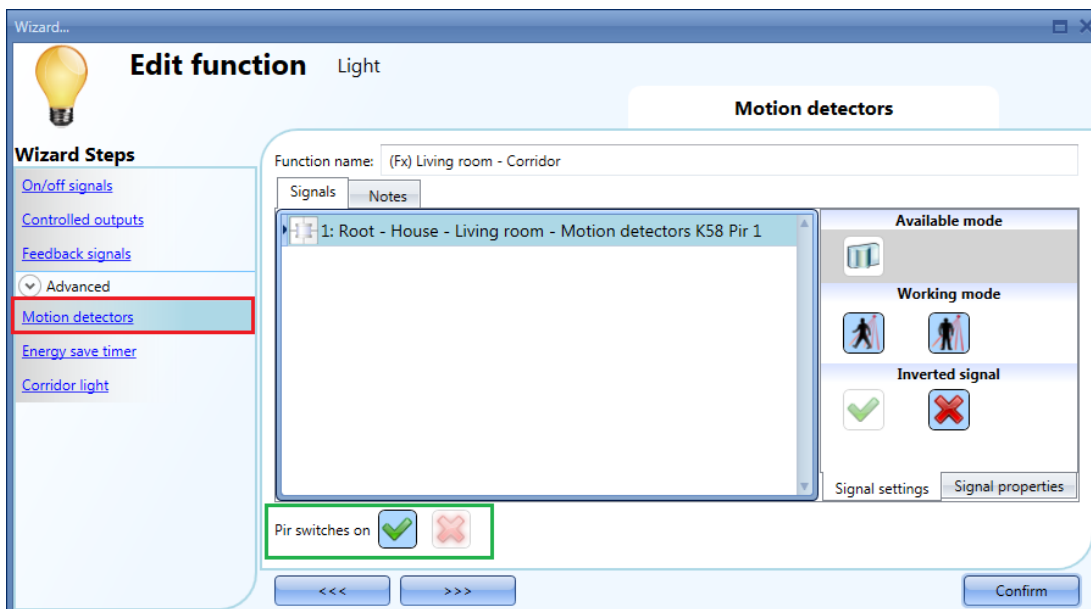 Wizard...
Edit function Light
Motion detectors
Wizard Steps
On/off signals
Controlled outputs
Feedback signals
Advanced
Motion detectors
Energy save timer
Corridor light
Function name: (Fx) Living room - Corridor
Signals Notes
1: Root - House - Living room - Motion detectors K58 Pir 1
Available mode
Working mode
Inverted signal
Signal settings Signal properties
Pir switches on
<<< >>> Confirm